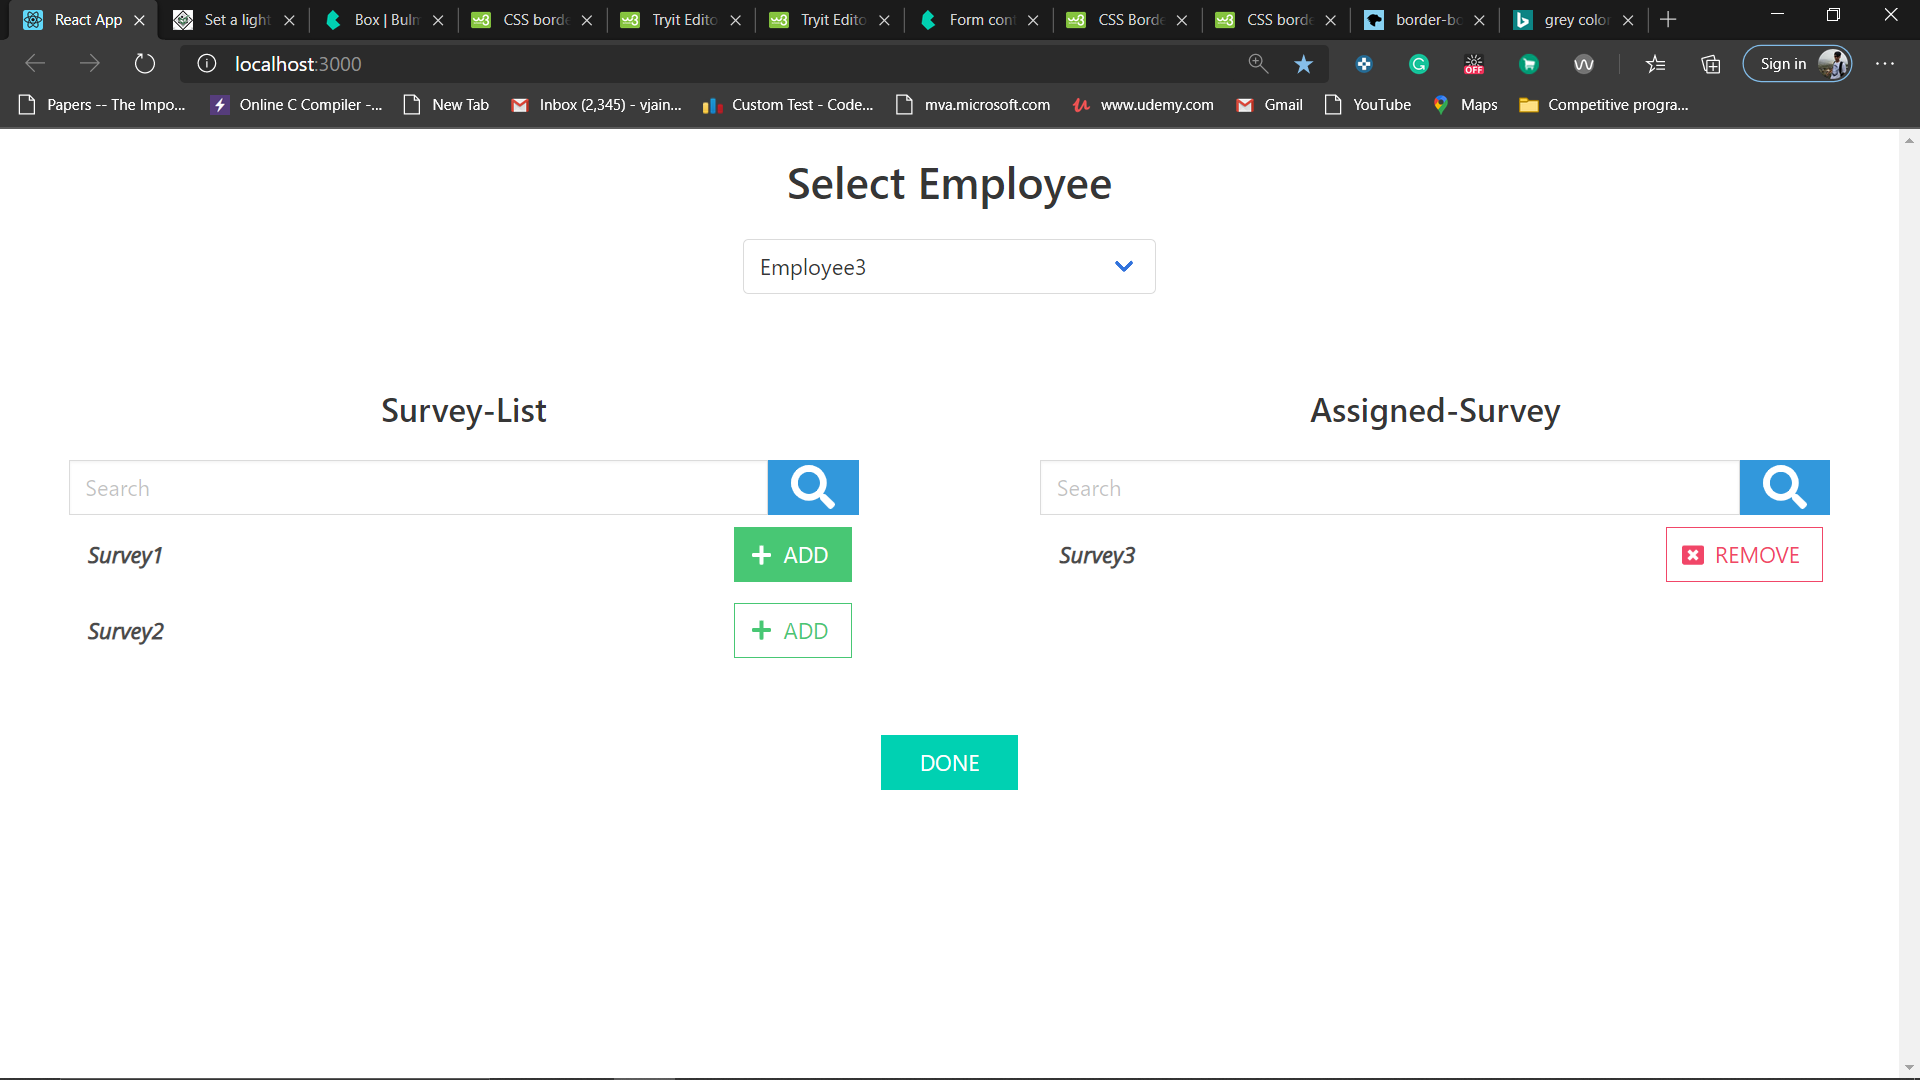 React App
Set a light
Box | Bulm
CSS borde
Tryit Edito
Tryit Edito
Form cont
CSS Borde
CSS borde
border-bo
grey color
localhost:3000
OFF
Sign in
Papers -- The Impo...
Online C Compiler -...
New Tab
Inbox (2,345) - vjain...
Custom Test - Code...
mva.microsoft.com
www.udemy.com
Gmail
YouTube
Maps
Competitive progra...
Select Employee
Employee3
Survey-List
Assigned-Survey
Search
Search
Survey1
ADD
Survey3
REMOVE
Survey2
ADD
DONE